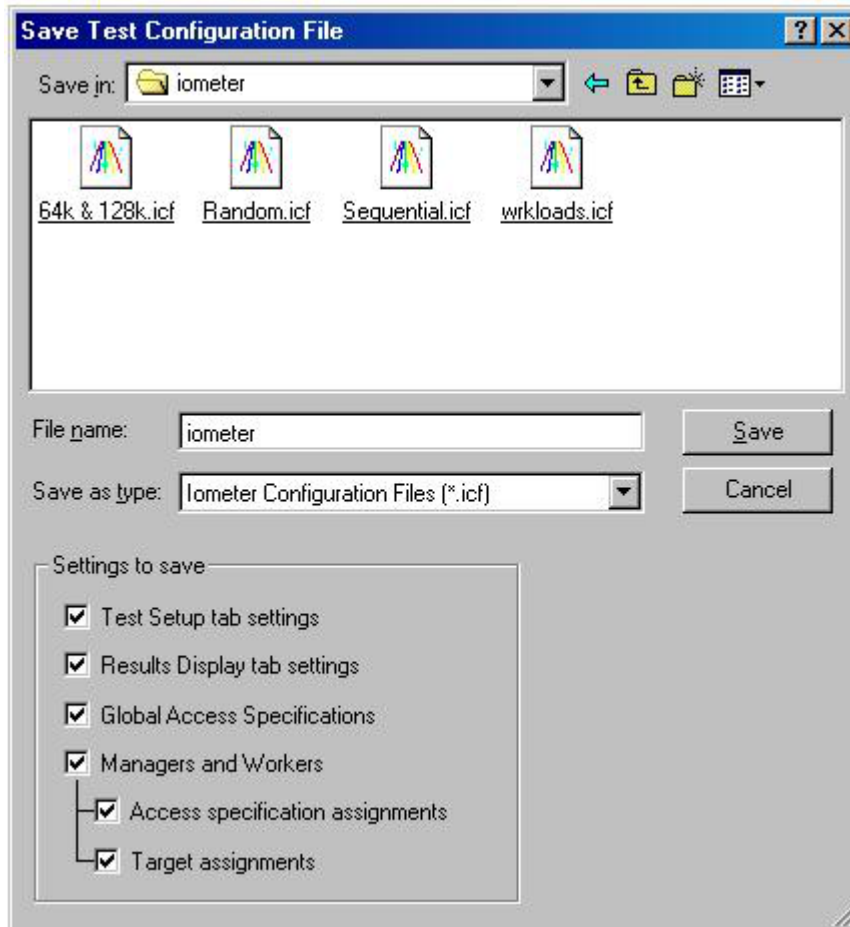 Save Test Configuration File
Save in: iometer
64k & 128k.icf Random.icf Sequential.icf wrkloads.icf
File name: iometer Save
Save as type: Iometer Configuration Files (*.icf) Cancel
Settings to save
Test Setup tab settings
Results Display tab settings
Global Access Specifications
Managers and Workers
Access specification assignments
Target assignments